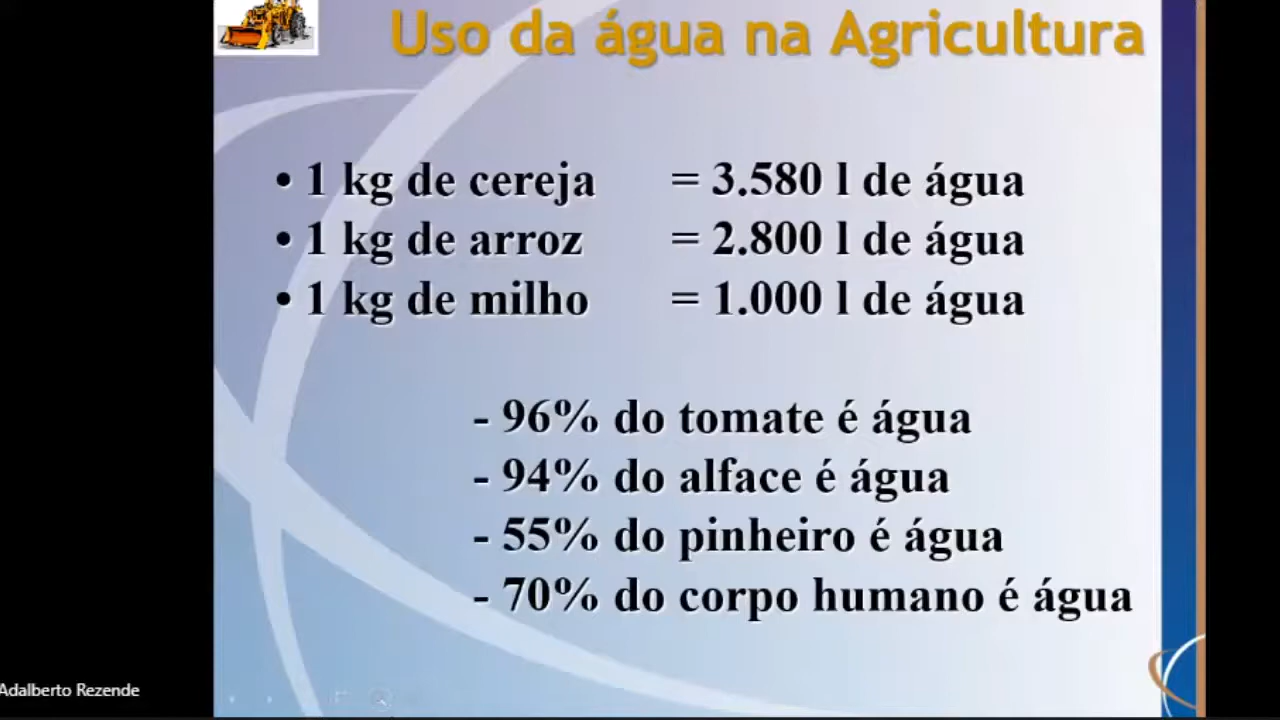 Uso da água na Agricultura
• 1 kg de cereja = 3.580 l de água
• 1 kg de arroz = 2.800 l de água
• 1 kg de milho = 1.000 l de água
- 96% do tomate é água
- 94% do alface é água
- 55% do pinheiro é água
- 70% do corpo humano é água
Adalberto Rezende